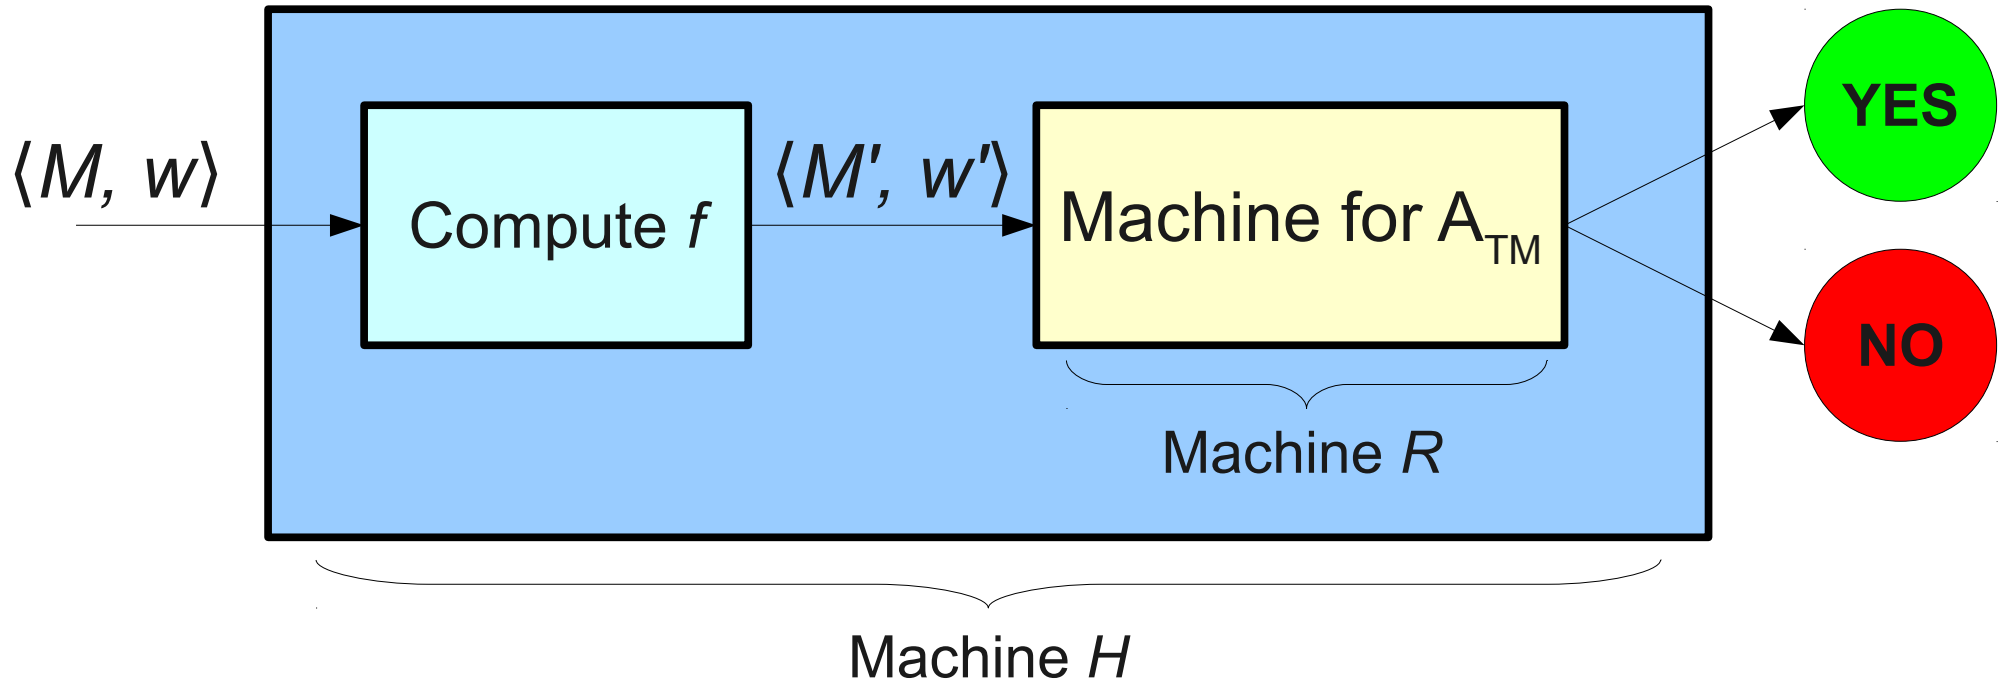 ⟨M, w⟩
Compute f
⟨M', w'⟩
Machine for A_TM
YES
NO
Machine R
Machine H